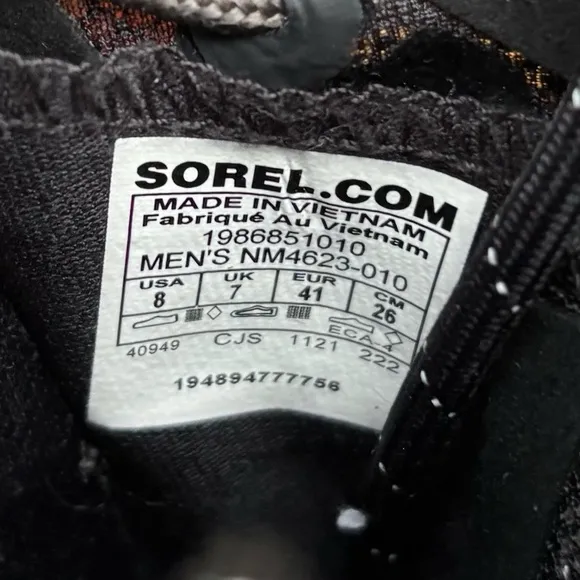 SOREL.COM
MADE IN VIETNAM
Fabriqué Au Vietnam
1986851010
MEN'S NM4623-010
USA UK EUR CM
8 7 41 26
ECA 4
40949 CJS 1121 222
194894777756